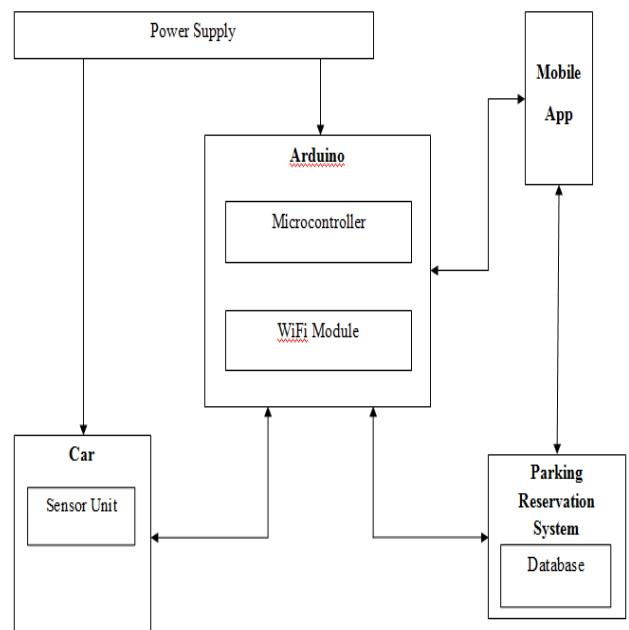 Power Supply
Mobile
App
Arduino
Microcontroller
WiFi Module
Car
Sensor Unit
Parking
Reservation
System
Database